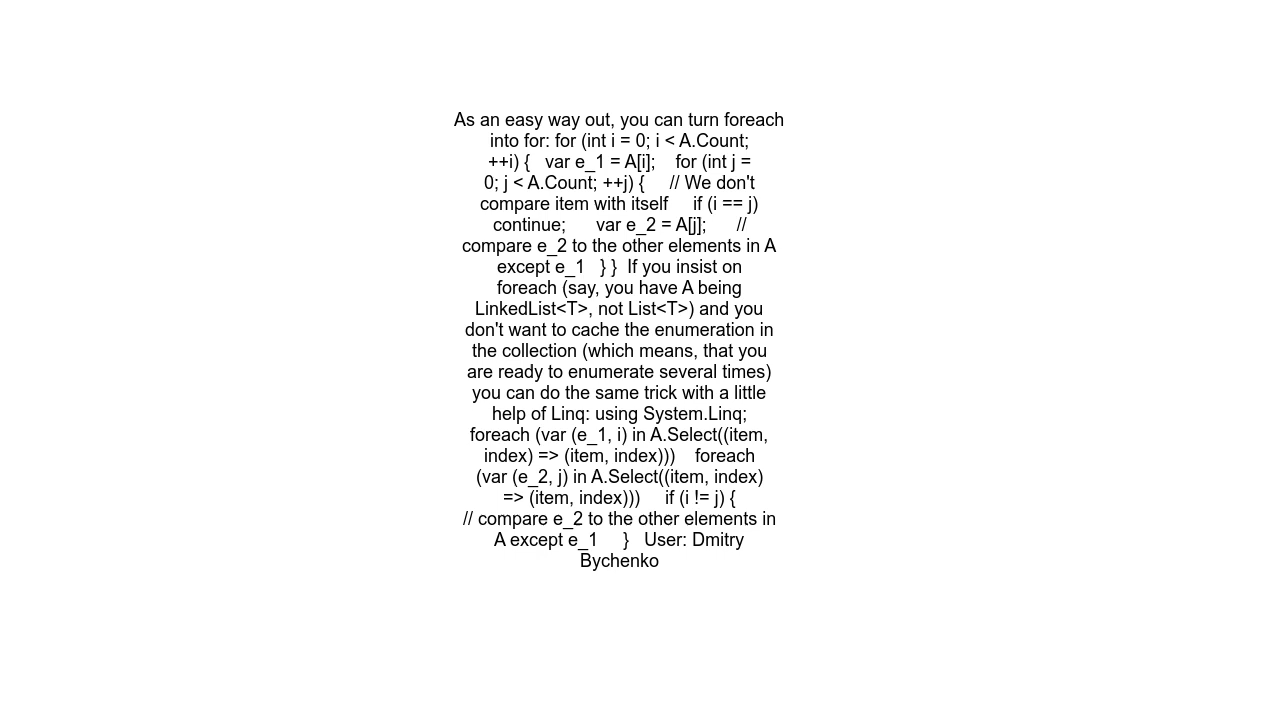 As an easy way out, you can turn foreach
into for: for (int i = 0; i < A.Count;
++i) {   var e_1 = A[i];    for (int j =
0; j < A.Count; ++j) {     // We don't
compare item with itself     if (i == j)
continue;      var e_2 = A[j];      //
compare e_2 to the other elements in A
except e_1   } }  If you insist on
foreach (say, you have A being
LinkedList<T>, not List<T>) and you
don't want to cache the enumeration in
the collection (which means, that you
are ready to enumerate several times)
you can do the same trick with a little
help of Linq: using System.Linq;
foreach (var (e_1, i) in A.Select((item,
index) => (item, index)))    foreach
(var (e_2, j) in A.Select((item, index)
=> (item, index)))     if (i != j) {
// compare e_2 to the other elements in
A except e_1     }   User: Dmitry
Bychenko